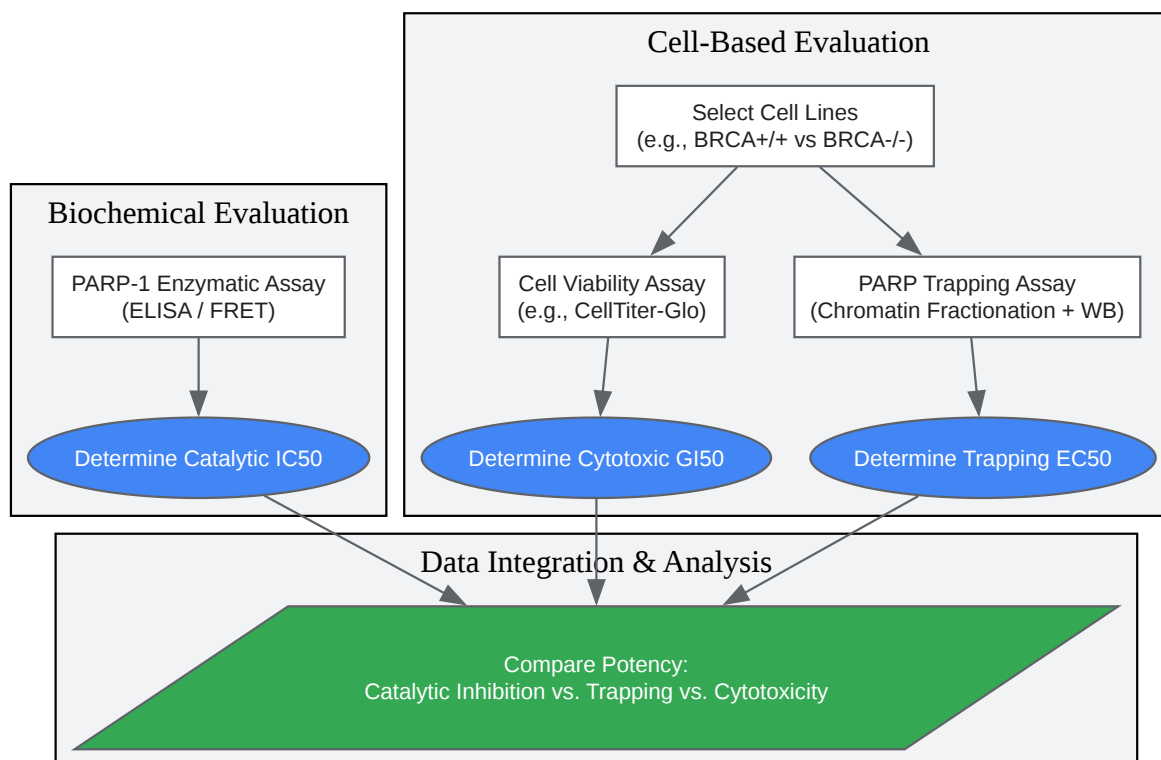 Cell-Based Evaluation
Select Cell Lines
(e.g., BRCA+/+ vs BRCA-/-)
Biochemical Evaluation
PARP-1 Enzymatic Assay
(ELISA / FRET)
Cell Viability Assay
(e.g., CellTiter-Glo)
PARP Trapping Assay
(Chromatin Fractionation + WB)
Determine Catalytic IC50
Determine Cytotoxic GI50
Determine Trapping EC50
Data Integration & Analysis
Compare Potency:
Catalytic Inhibition vs. Trapping vs. Cytotoxicity